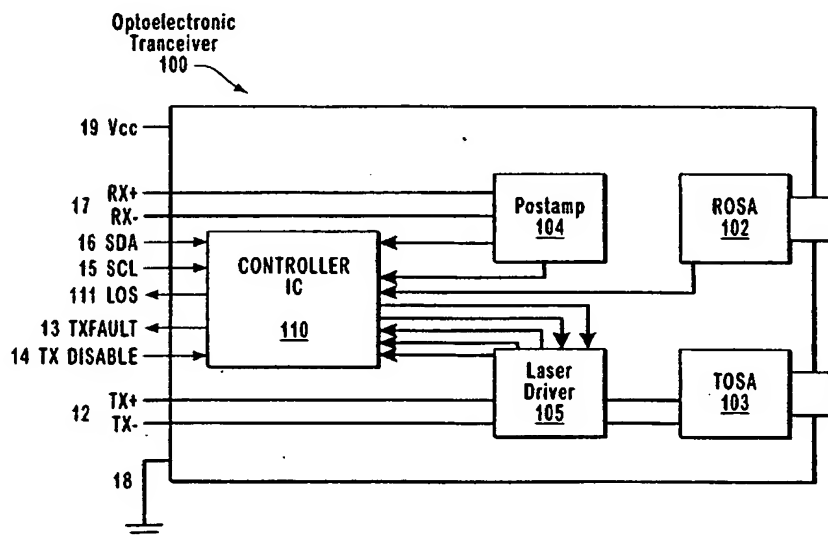 Optoelectronic
Tranceiver
100
19 Vcc
17 RX+
RX-
16 SDA
15 SCL
111 LOS
13 TXFAULT
14 TX DISABLE
12 TX+
TX-
18
CONTROLLER
IC
110
Postamp
104
ROSA
102
Laser
Driver
105
TOSA
103